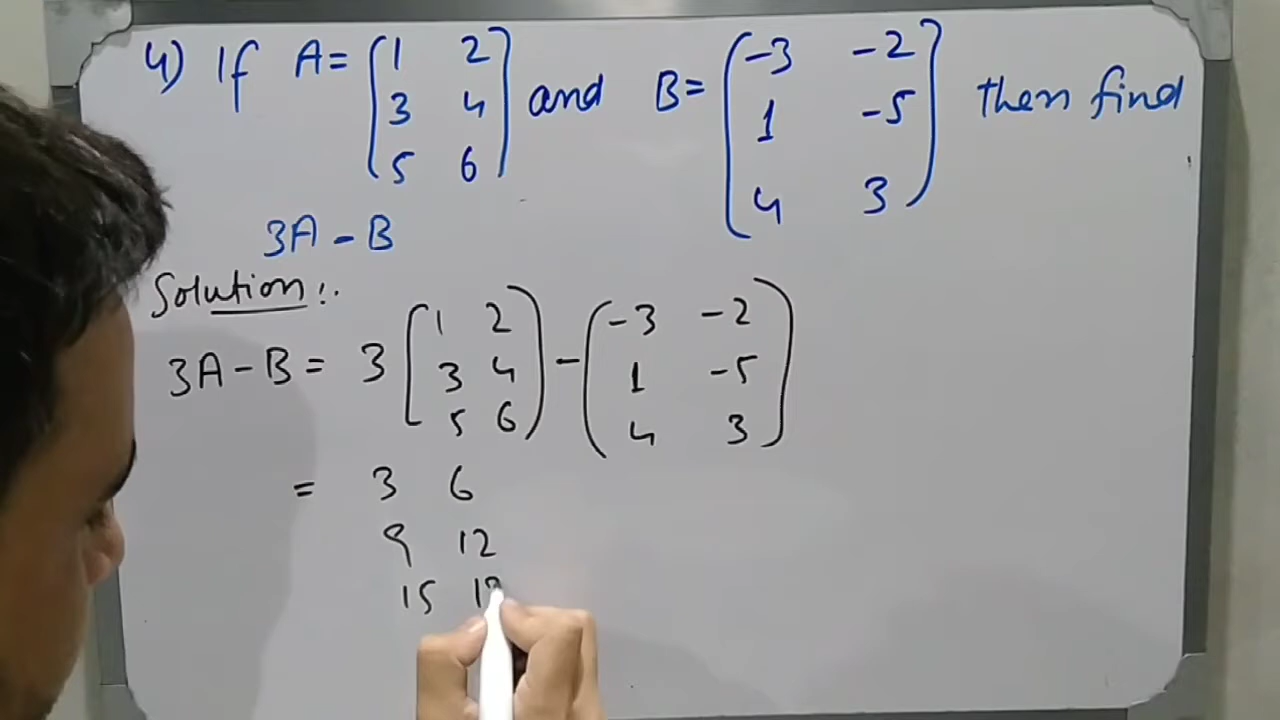 4) If A = [1 2] and B = (-3 -2) then find
[3 4] (1 -5)
[5 6] (4 3)
3A - B
Solution :.
3A - B = 3 [1 2) - (-3 -2)
[3 4) (1 -5)
[5 6) (4 3)
= 3 6
9 12
15